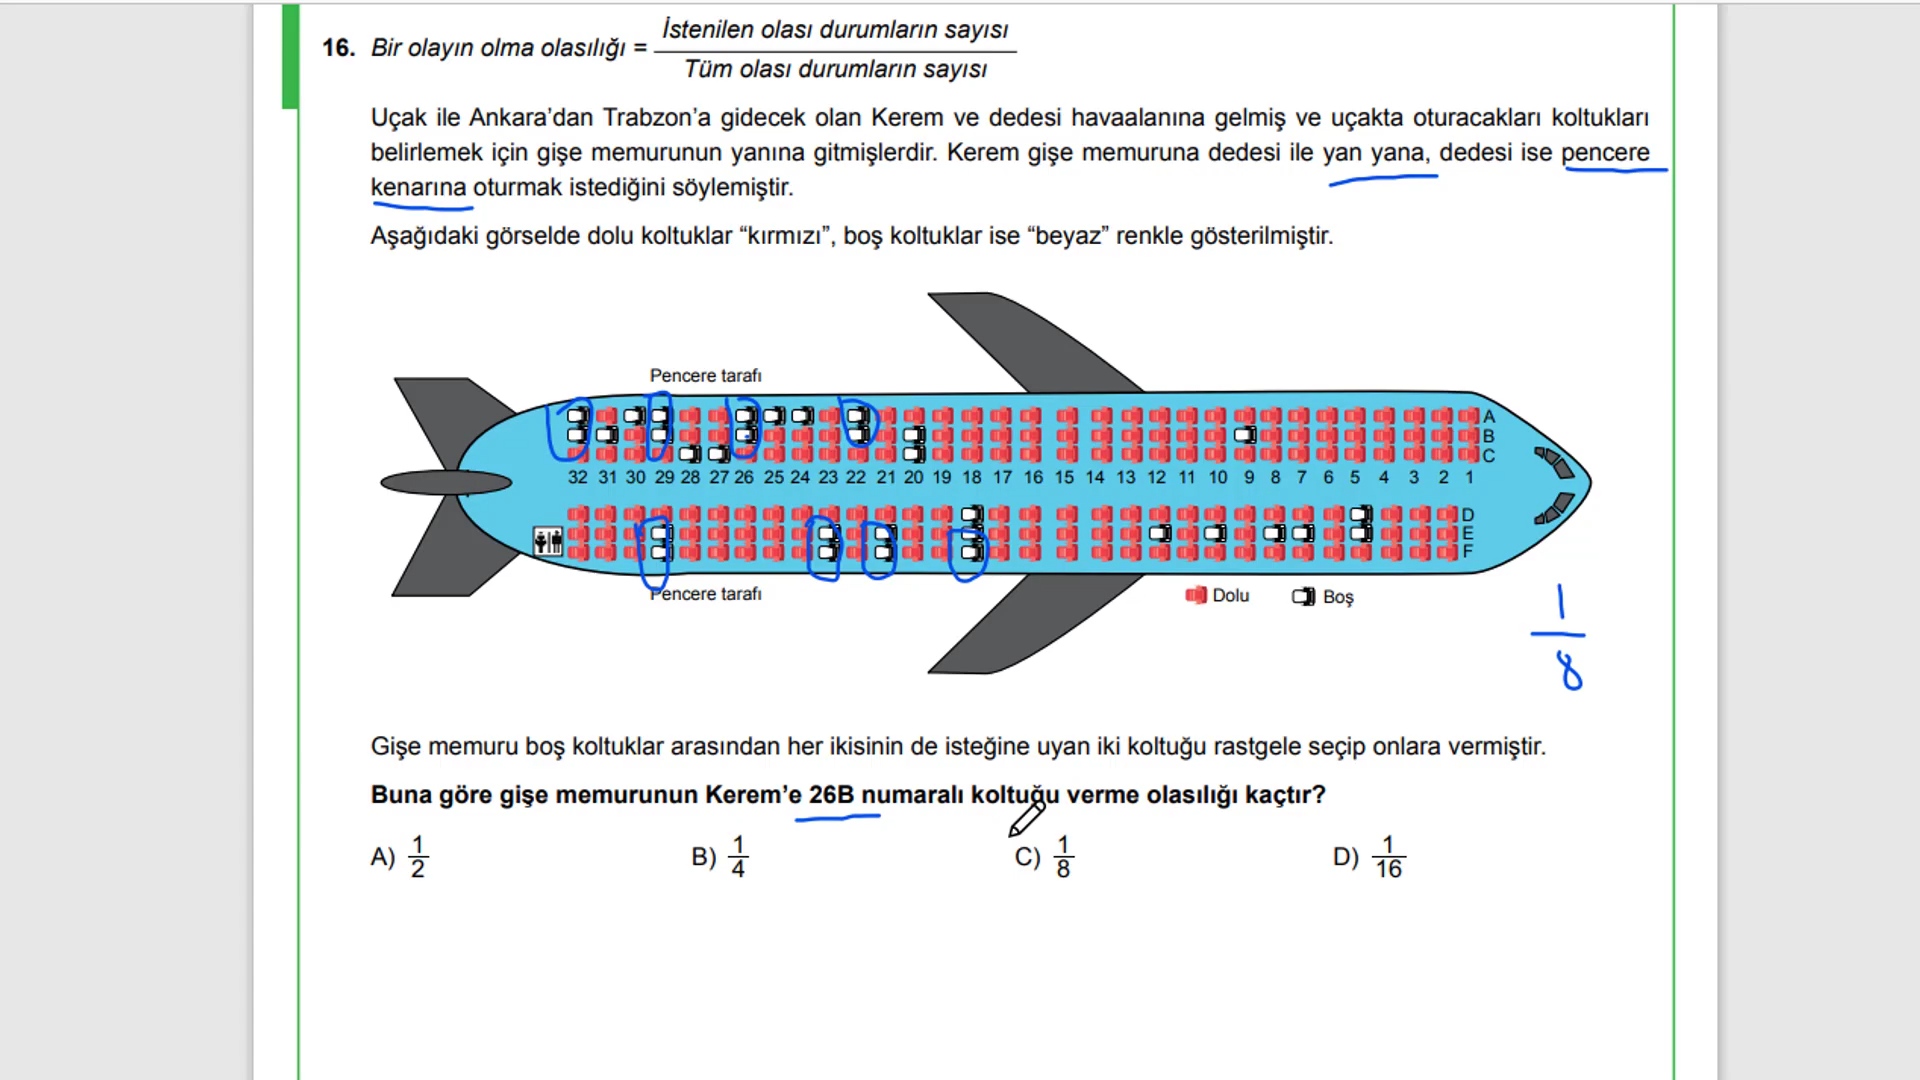 16. Bir olayın olma olasılığı = İstenilen olası durumların sayısı
Tüm olası durumların sayısı
Uçak ile Ankara’dan Trabzon’a gidecek olan Kerem ve dedesi havaalanına gelmiş ve uçakta oturacakları koltukları
belirlemek için gişe memurunun yanına gitmişlerdir. Kerem gişe memuruna dedesi ile yan yana, dedesi ise pencere
kenarına oturmak istediğini söylemiştir.
Aşağıdaki görselde dolu koltuklar “kırmızı”, boş koltuklar ise “beyaz” renkle gösterilmiştir.
Pencere tarafı
A
B
C
32 31 30 29 28 27 26 25 24 23 22 21 20 19 18 17 16 15 14 13 12 11 10 9 8 7 6 5 4 3 2 1
D
E
F
Pencere tarafı
Dolu Boş
1
8
Gişe memuru boş koltuklar arasından her ikisinin de isteğine uyan iki koltuğu rastgele seçip onlara vermiştir.
Buna göre gişe memurunun Kerem’e 26B numaralı koltuğu verme olasılığı kaçtır?
A) 1/2 B) 1/4 C) 1/8 D) 1/16